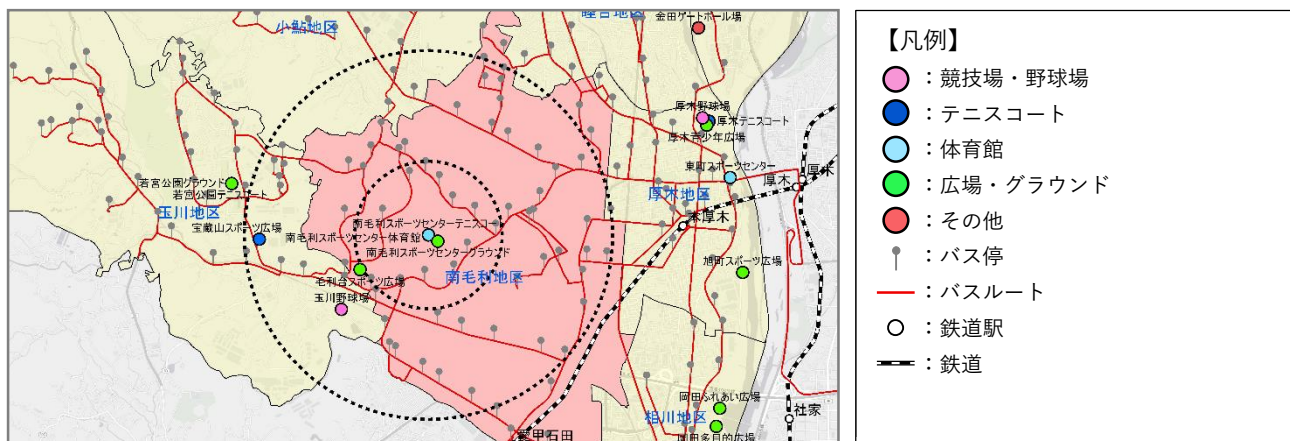 小鮎地区
睦合地区
金田ゲートボール場
厚木野球場
厚木テニスコート
厚木青少年広場
東町スポーツセンター
厚木
厚木
若宮公園グラウンド
若宮公園テニスコート
玉川地区
宝蔵山スポーツ広場
厚木地区
本厚木
南毛利スポーツセンターテニスコート
南毛利スポーツセンター体育館
南毛利スポーツセンターグラウンド
南毛利地区
毛利台スポーツ広場
玉川野球場
旭町スポーツ広場
岡田ふれあい広場
相川地区
岡田多目的広場
社家
愛甲石田
【凡例】
：競技場・野球場
：テニスコート
：体育館
：広場・グラウンド
：その他
：バス停
：バスルート
：鉄道駅
：鉄道